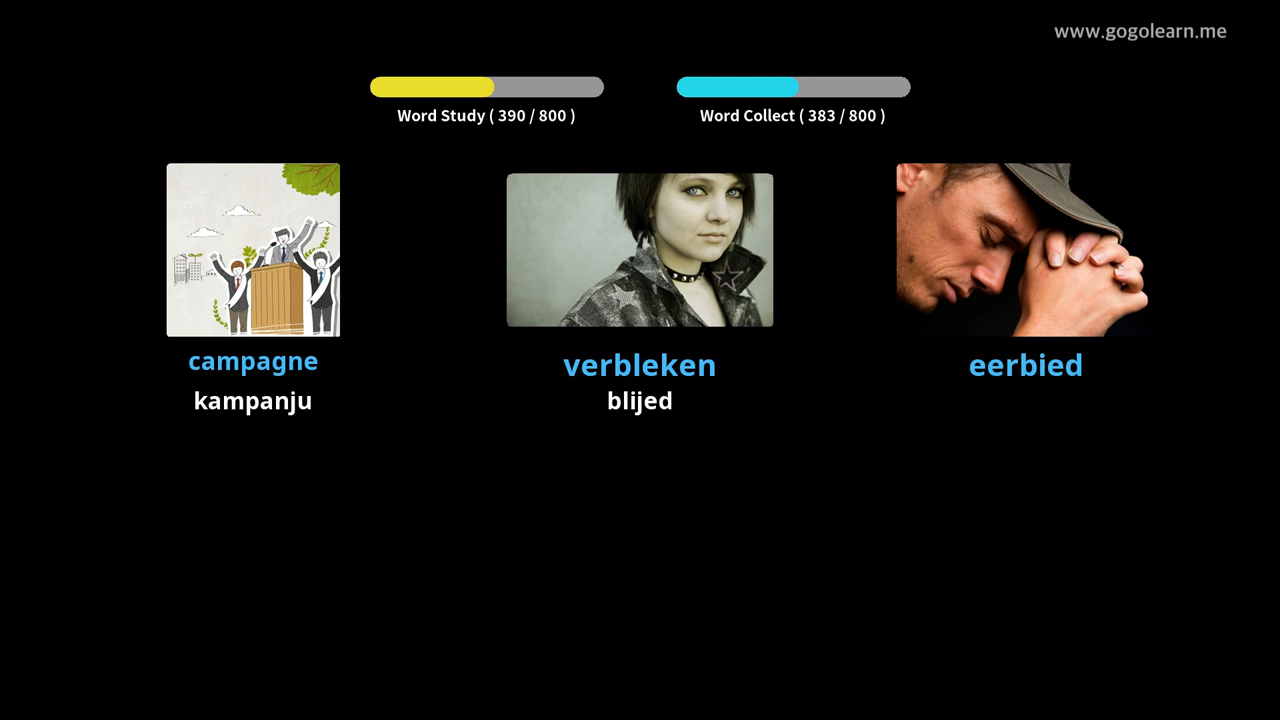 www.gogolearn.me
Word Study ( 390 / 800 )
Word Collect ( 383 / 800 )
campagne
kampanju
verbleken
blijed
eerbied